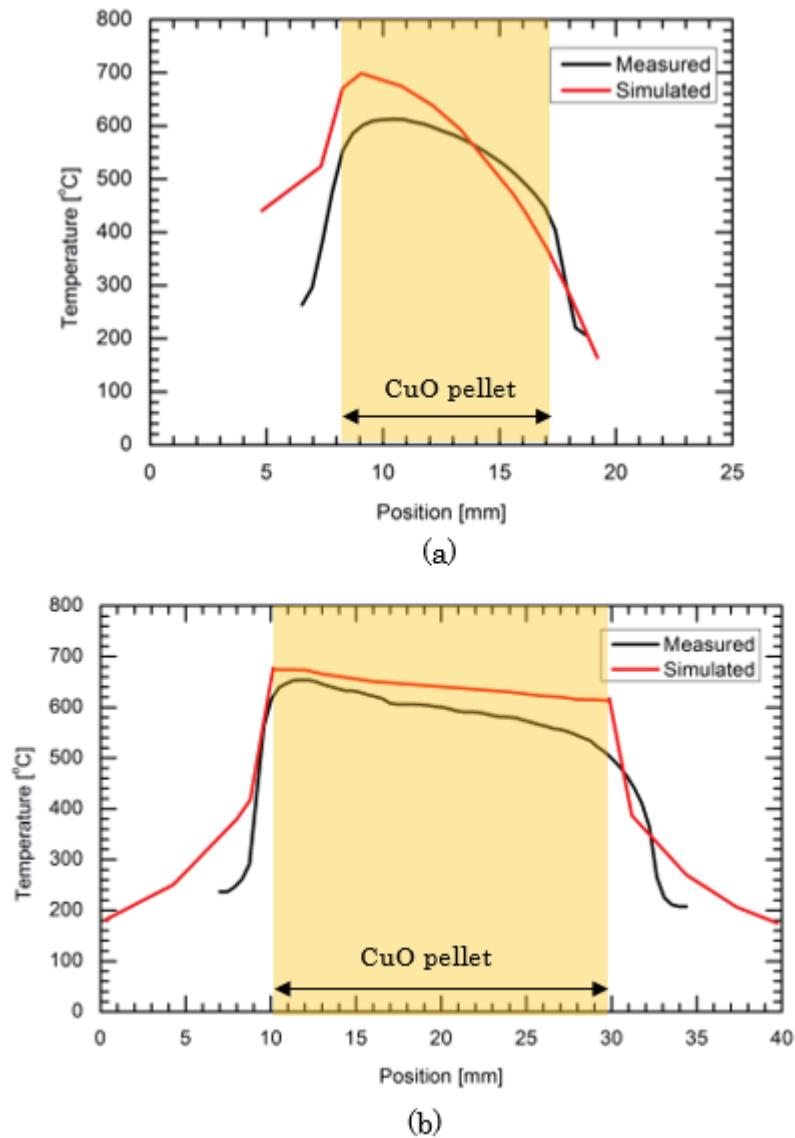 800
700
600
500
400
300
200
100
0
Temperature [°C]
Measured
Simulated
CuO pellet
0 5 10 15 20 25
Position [mm]
(a)
800
700
600
500
400
300
200
100
0
Temperature [°C]
Measured
Simulated
CuO pellet
0 5 10 15 20 25 30 35 40
Position [mm]
(b)